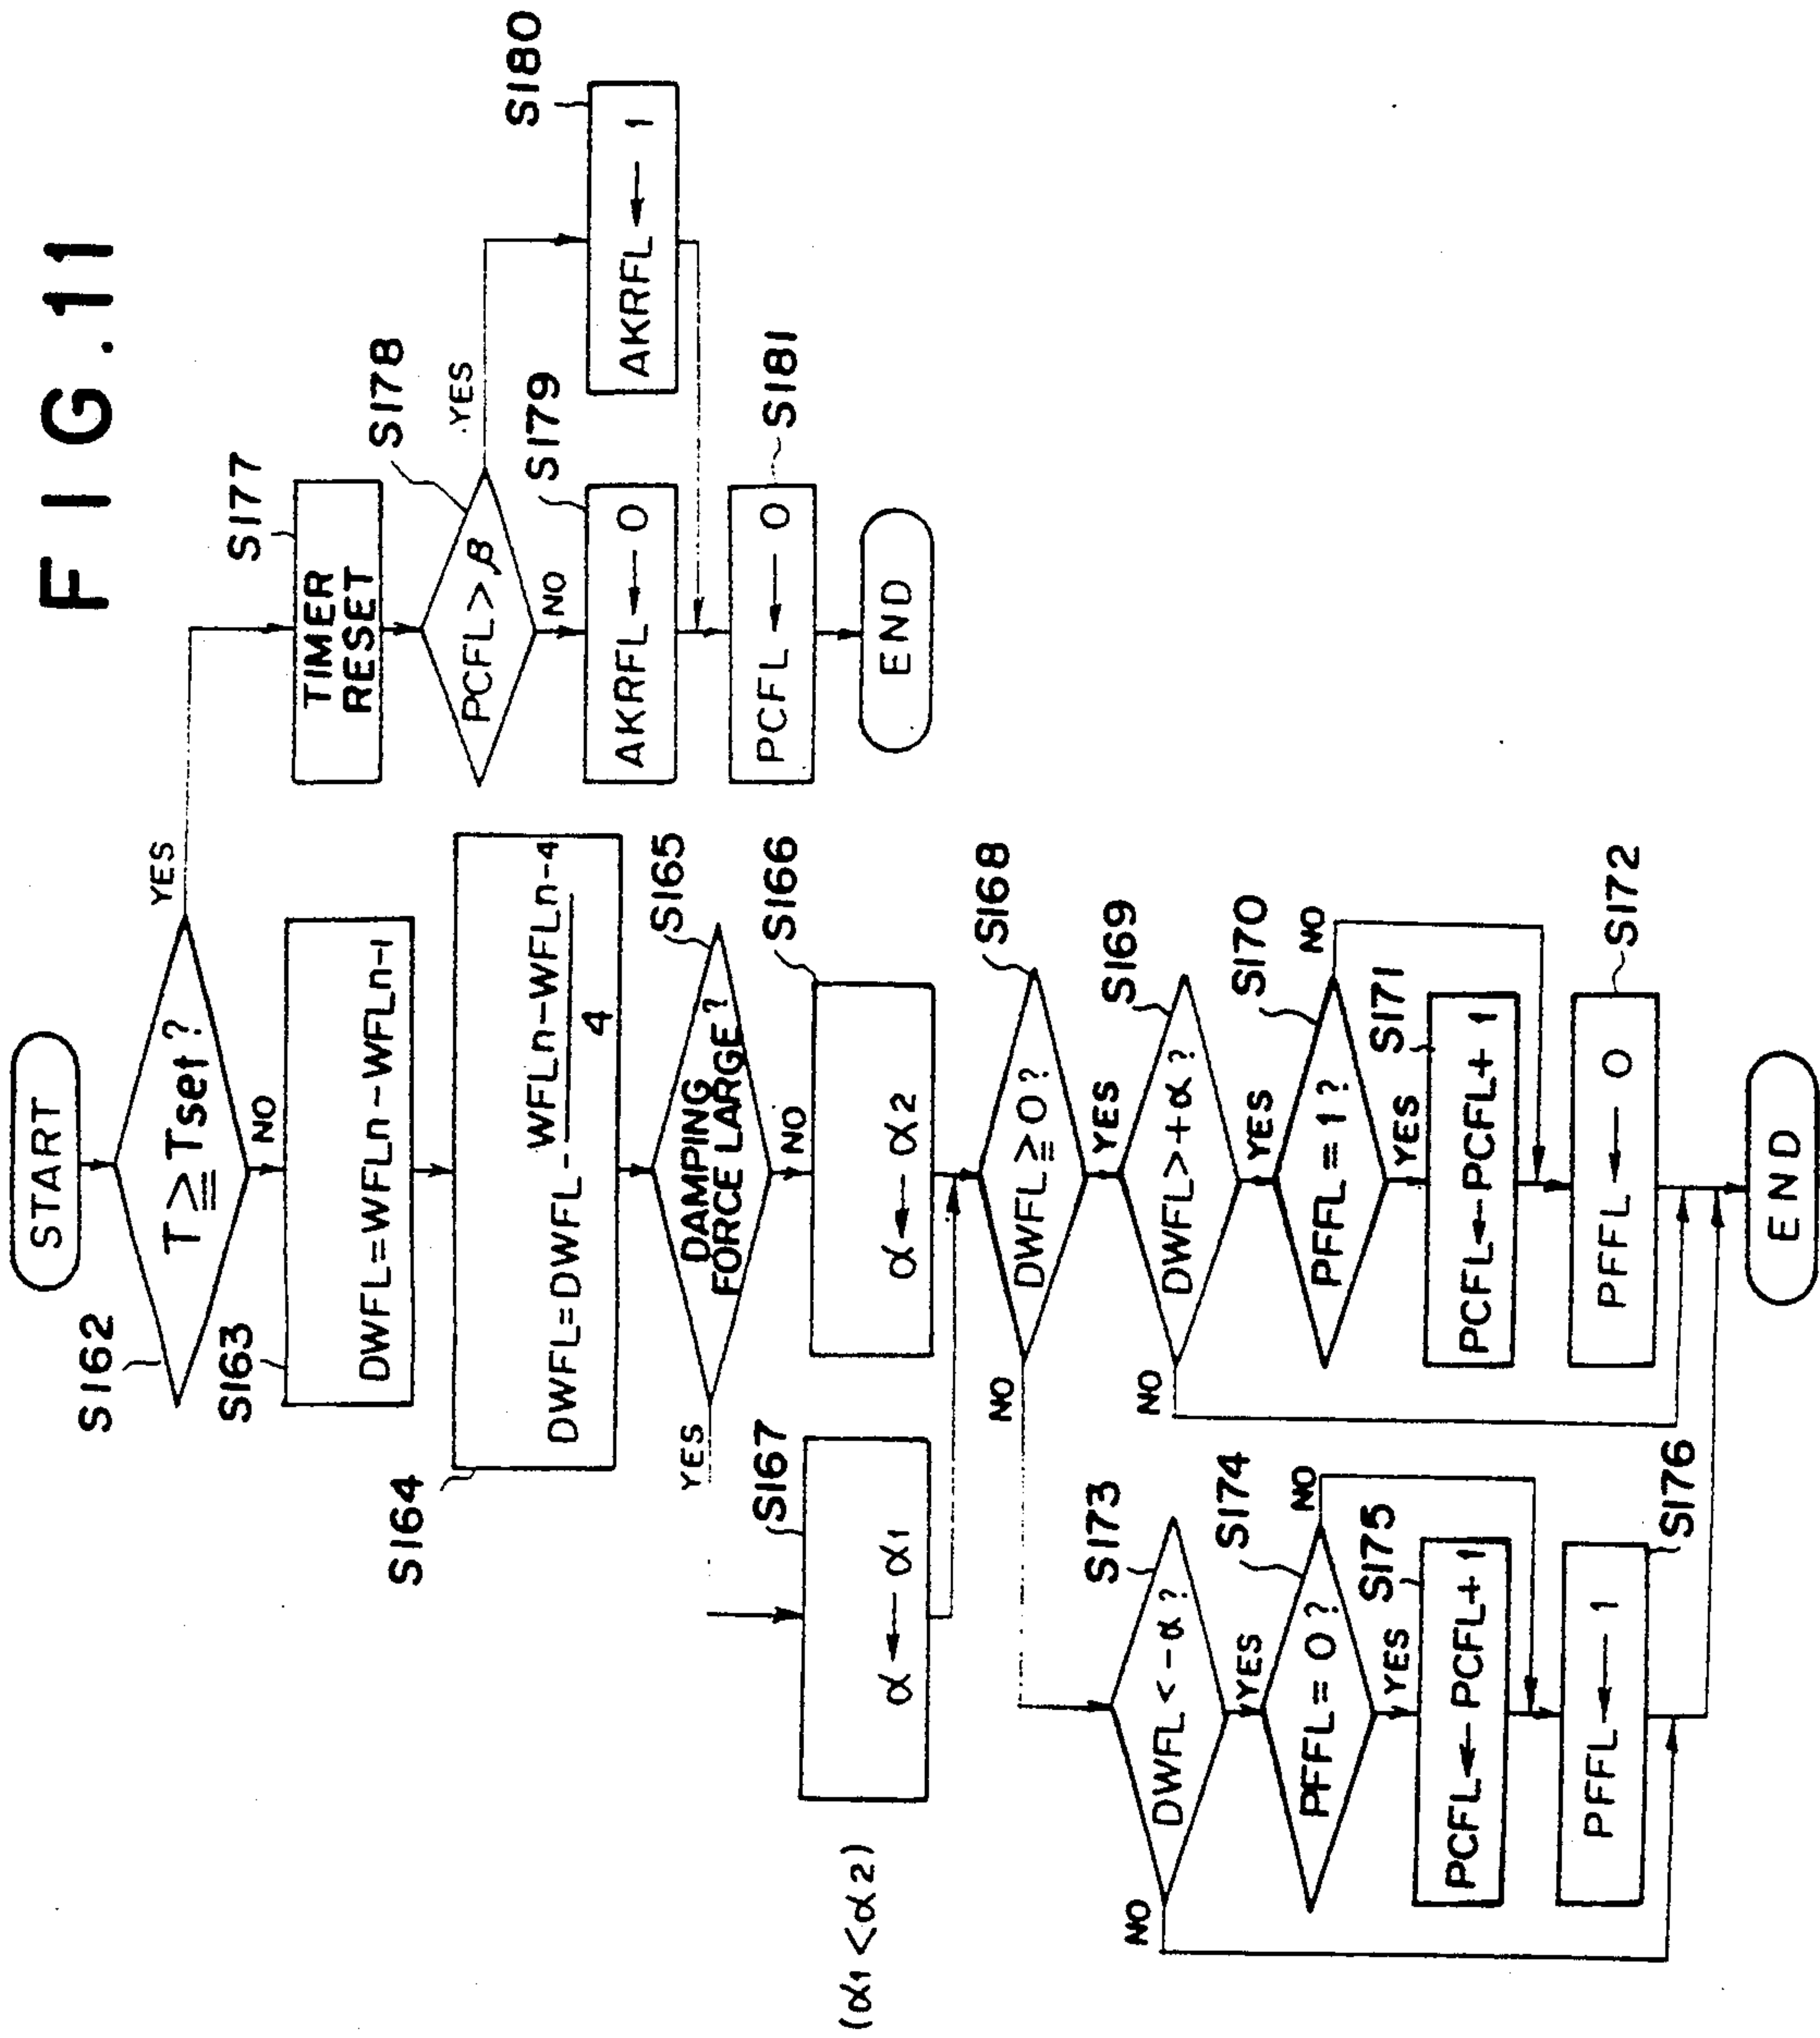 FIG.11
START
S162
T ≧ Tset ?
YES
NO
S163
DWFL=WFLn-WFLn-1
S164
DWFL=DWFL-
WFLn-WFLn-4
4
S165
DAMPING
FORCE LARGE?
YES
NO
S166
α ← α2
S167
α ← α1
(α1 < α2)
S168
DWFL ≧ 0 ?
NO
YES
S169
DWFL > +α ?
NO
YES
S170
PFFL = 1 ?
NO
YES
S171
PCFL ← PCFL + 1
S172
PFFL ← 0
END
S173
DWFL < -α ?
NO
YES
S174
PFFL = 0 ?
NO
YES
S175
PCFL ← PCFL + 1
S176
PFFL ← 1
S177
TIMER
RESET
S178
PCFL > β
YES
NO
S179
AKRFL ← 0
S180
AKRFL ← 1
S181
PCFL ← 0
END